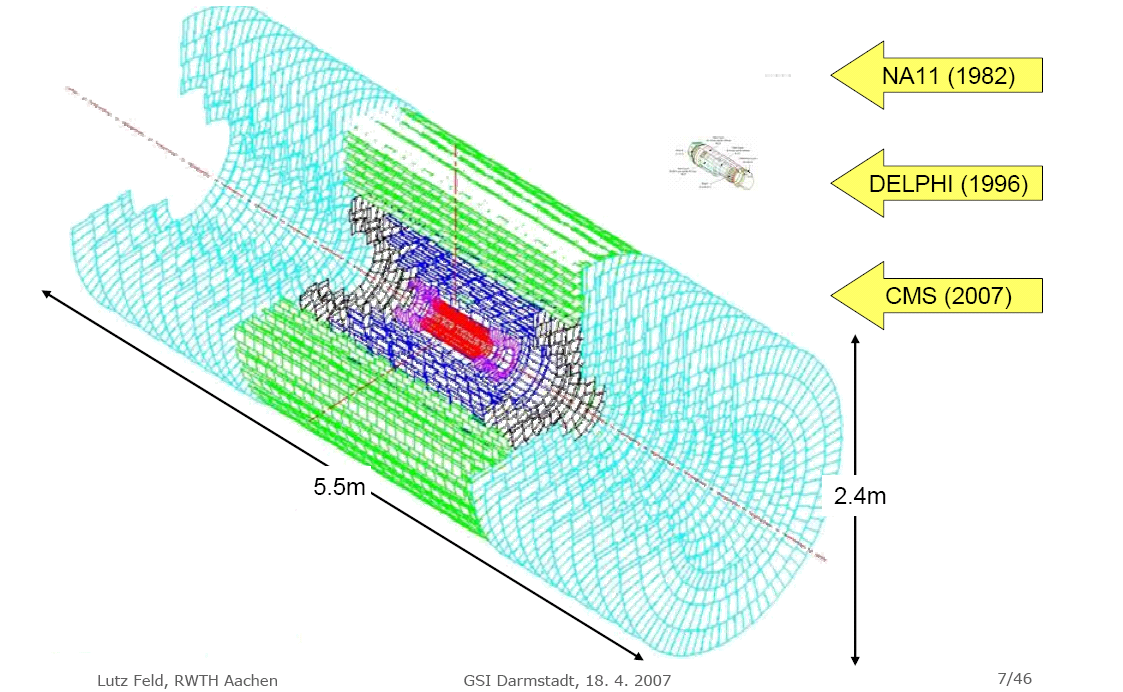 NA11 (1982)
DELPHI (1996)
CMS (2007)
5.5m
2.4m
Lutz Feld, RWTH Aachen
GSI Darmstadt, 18. 4. 2007
7/46